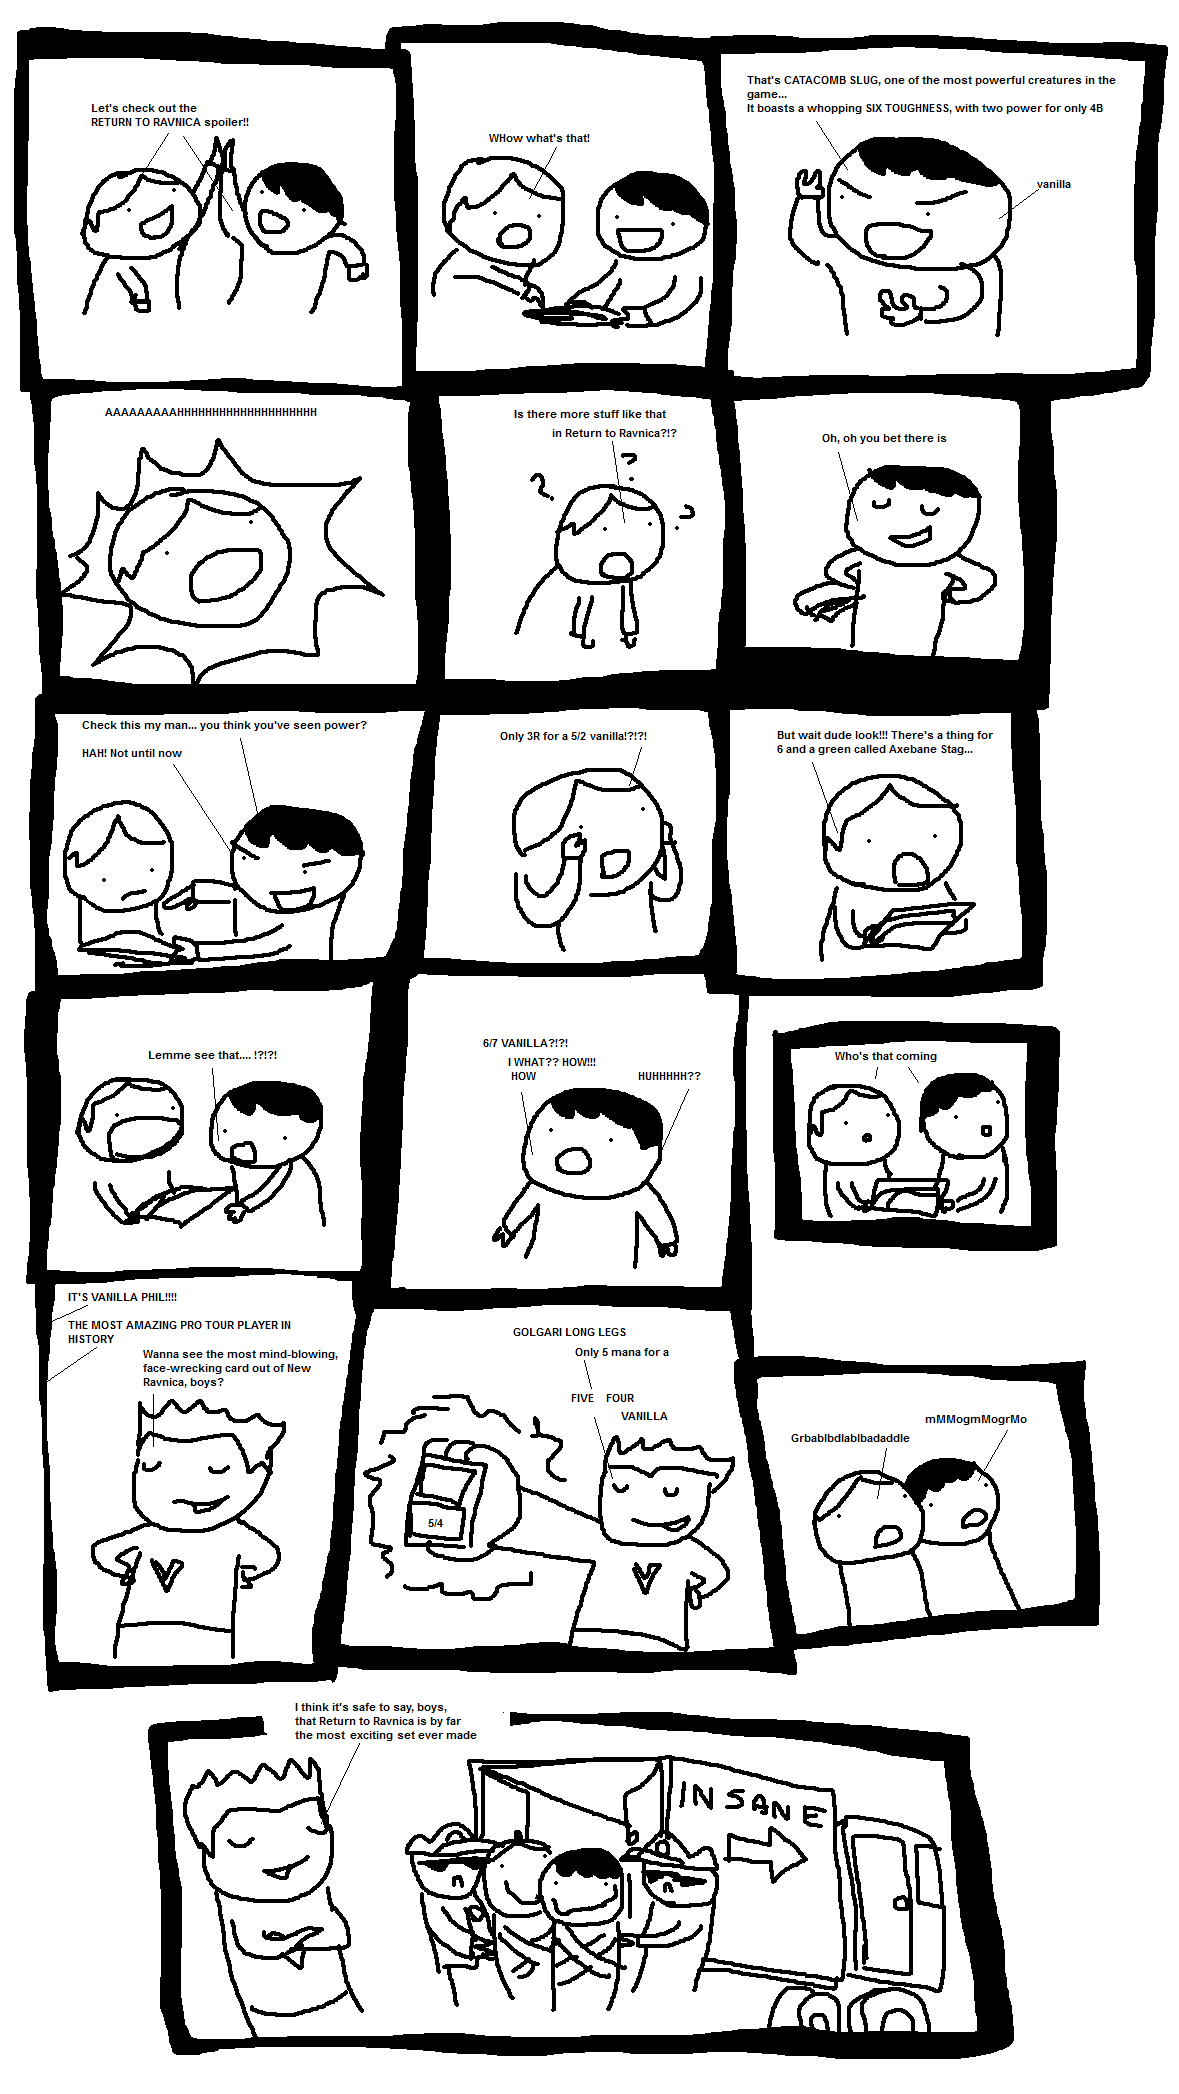 Let's check out the
RETURN TO RAVNICA spoiler!!
WHow what's that!
That's CATACOMB SLUG, one of the most powerful creatures in the
game...
It boasts a whopping SIX TOUGHNESS, with two power for only 4B
vanilla
AAAAAAAAAHHHHHHHHHHHHHHHHHHHH
Is there more stuff like that
in Return to Ravnica?!?
?
?
?
Oh, oh you bet there is
Check this my man... you think you've seen power?
HAH! Not until now
Only 3R for a 5/2 vanilla!?!?!
But wait dude look!!! There's a thing for
6 and a green called Axebane Stag...
Lemme see that.... !?!?!
6/7 VANILLA?!?!
I WHAT?? HOW!!!
HOW
HUHHHHH??
Who's that coming
IT'S VANILLA PHIL!!!!
THE MOST AMAZING PRO TOUR PLAYER IN
HISTORY
Wanna see the most mind-blowing,
face-wrecking card out of New
Ravnica, boys?
V
GOLGARI LONG LEGS
Only 5 mana for a
FIVE FOUR
VANILLA
5/4
V
Grbablbdlablbadaddle
mMMogmMogrMo
I think it's safe to say, boys,
that Return to Ravnica is by far
the most exciting set ever made
INSANE